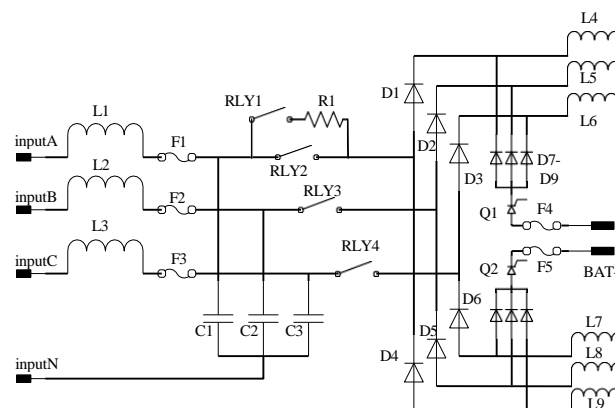 L4
L5
L6
D1
RLY1
R1
L1
F1
inputA
RLY2
D2
D3
D7-
D9
L2
F2
RLY3
inputB
Q1
F4
L3
F3
RLY4
inputC
Q2
F5
BAT-
D6
C1
C2
C3
D5
L7
L8
D4
inputN
L9